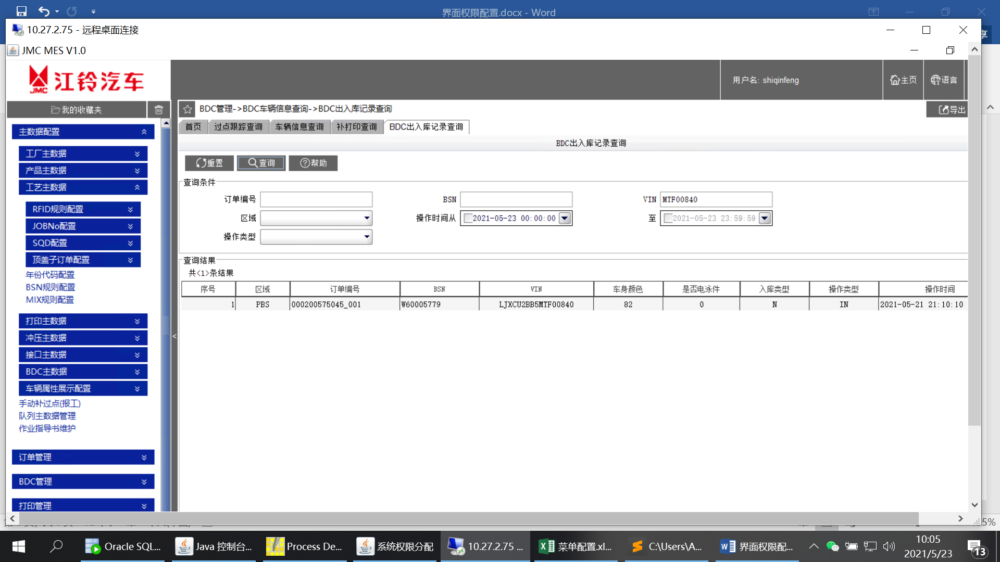 界面权限配置.docx - Word
10.27.2.75 - 远程桌面连接
享
JMC MES V1.0
JMC 江铃汽车
用户名: shiqinfeng
主页
语言
我的收藏夹
BDC管理->BDC车辆信息查询->BDC出入库记录查询
导出
首页
过点跟踪查询
车辆信息查询
补打印查询
BDC出入库记录查询
BDC出入库记录查询
重置
查询
帮助
查询条件
订单编号
BSN
VIN MTF00840
区域
操作时间从 2021-05-23 00:00:00
至 2021-05-23 23:59:59
操作类型
查询结果
共<1>条结果
序号 区域 订单编号 BSN VIN 车身颜色 是否电泳件 入库类型 操作类型 操作时间
1 PBS 000200575045_001 W60005779 LJXCU2BB5MTF00840 82 0 N IN 2021-05-21 21:10:10
主数据配置
工厂主数据
产品主数据
工艺主数据
RFID规则配置
JOBNo配置
SQD配置
顶盖子订单配置
年份代码配置
BSN规则配置
MIX规则配置
打印主数据
冲压主数据
接口主数据
BDC主数据
车辆属性展示配置
手动补过点(报工)
队列主数据管理
作业指导书维护
订单管理
BDC管理
打印管理
<
5%
Oracle SQL...
Java 控制台...
Process De...
系统权限分配
10.27.2.75 ...
菜单配置.xl...
C:\Users\A...
界面权限配...
10:05
2021/5/23
13